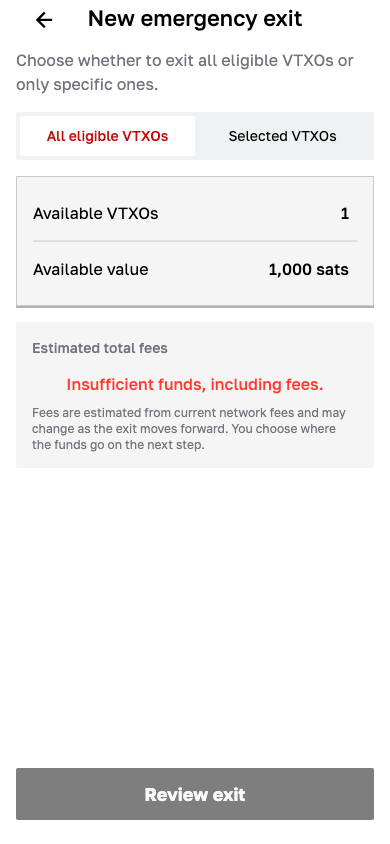 New emergency exit
Choose whether to exit all eligible VTXOs or
only specific ones.
All eligible VTXOs
Selected VTXOs
Available VTXOs
1
Available value
1,000 sats
Estimated total fees
Insufficient funds, including fees.
Fees are estimated from current network fees and may
change as the exit moves forward. You choose where
the funds go on the next step.
Review exit